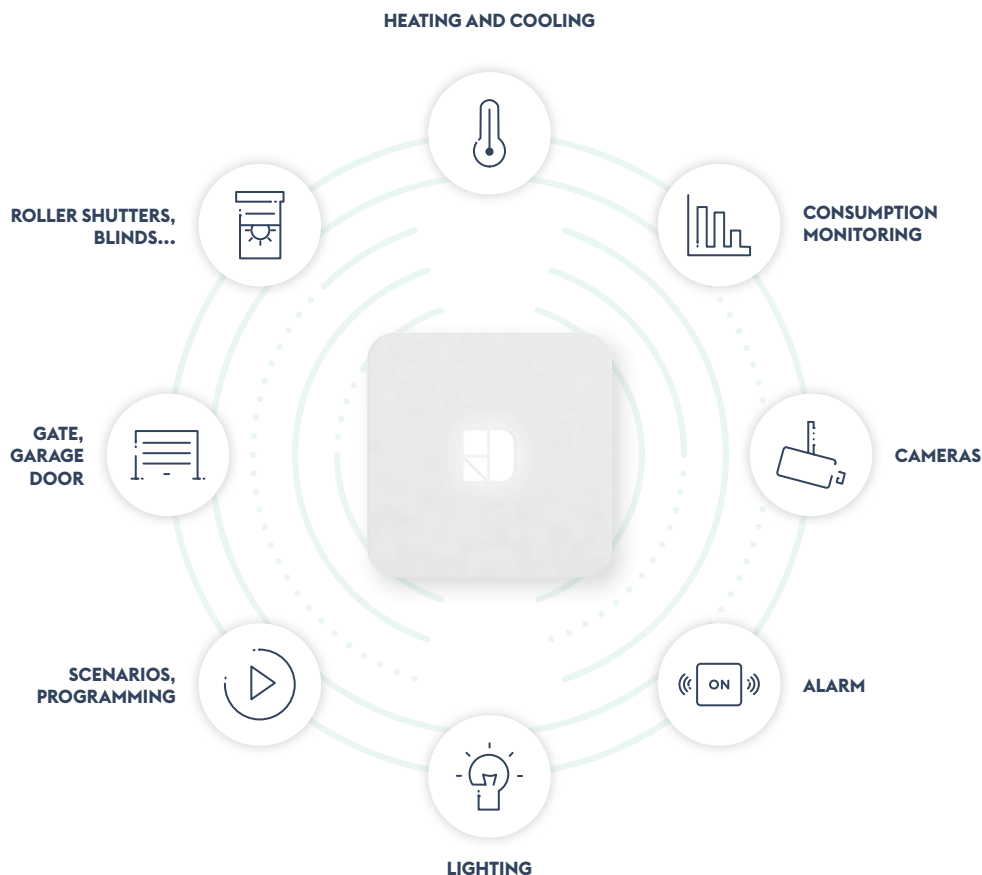 HEATING AND COOLING
ROLLER SHUTTERS,
BLINDS...
CONSUMPTION
MONITORING
GATE,
GARAGE
DOOR
CAMERAS
SCENARIOS,
PROGRAMMING
ON
ALARM
LIGHTING